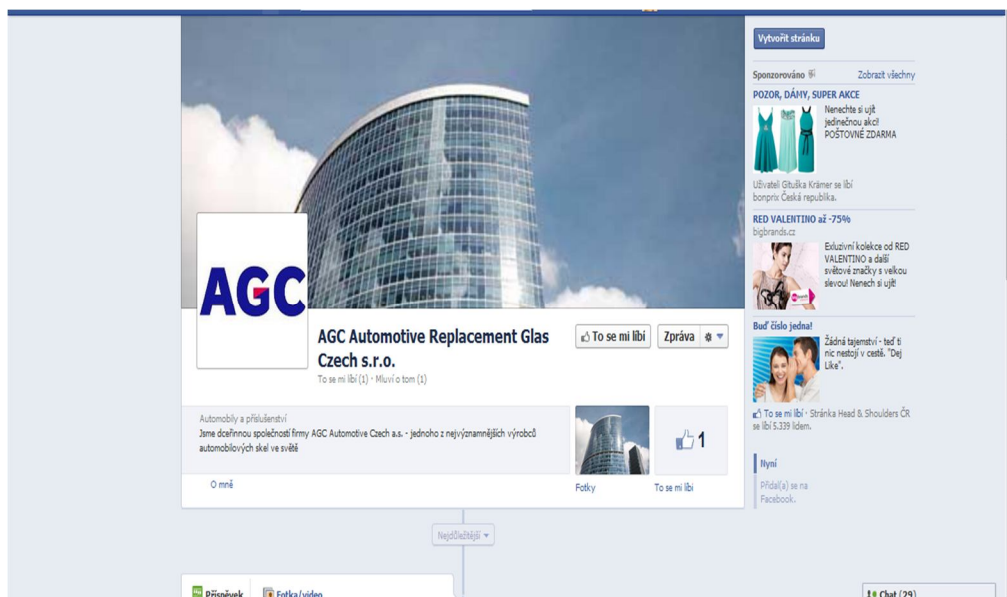 Vytvořit stránku
Sponzorováno
Zobrazit všechny
POZOR, DÁMY, SUPER AKCE
Nenechte si ujít
jedinečnou akci!
POŠTOVNÉ ZDARMA
Uživateli Gituška Krämer se líbí
bonprix Česká republika.
RED VALENTINO až -75%
bigbrands.cz
Exluzivní kolekce od RED
VALENTINO a další
světové značky s velkou
slevou! Nenech si ujít!
Buď číslo jedna!
Žádná tajemství - teď ti
nic nestojí v cestě. "Dej
Like".
To se mi líbí · Stránka Head & Shoulders ČR
se líbí 5.339 lidem.
Nyní
Přidal(a) se na
Facebook.
AGC
AGC Automotive Replacement Glas
Czech s.r.o.
To se mi líbí (1) · Mluví o tom (1)
To se mi líbí
Zpráva
Automobily a příslušenství
Jsme dceřinnou společností firmy AGC Automotive Czech a.s. - jednoho z nejvýznamnějších výrobců
automobilových skel ve světě
1
O mně
Fotky
To se mi líbí
Nejdůležitější
Příspěvek
Fotka/video
Chat (29)